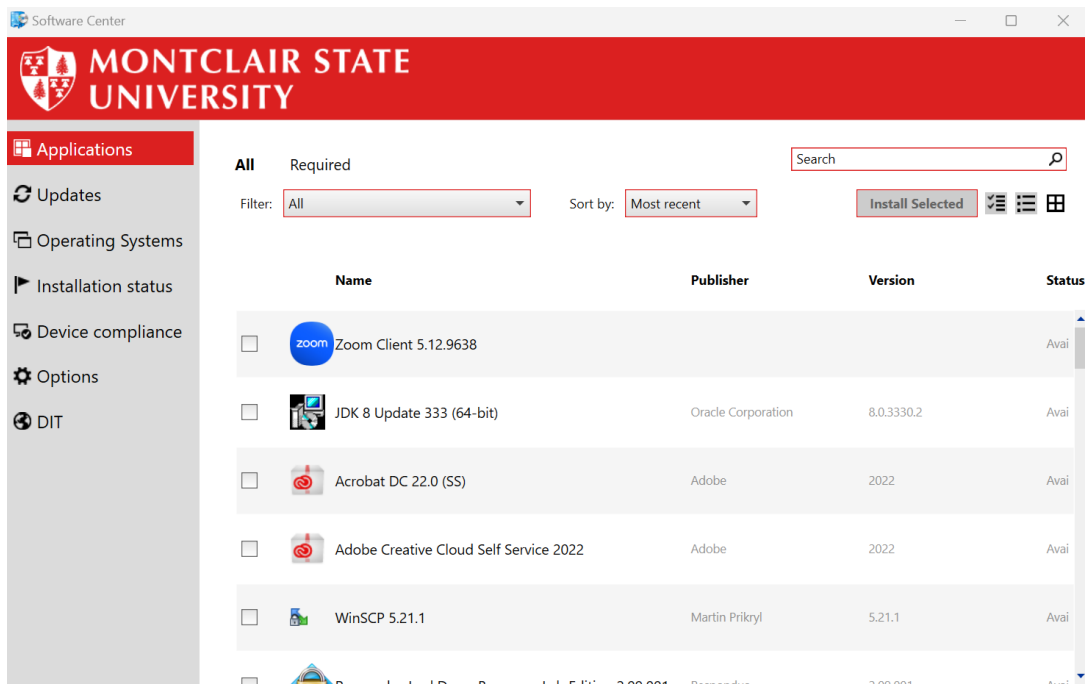 Software Center
MONTCLAIR STATE
UNIVERSITY
Applications
Updates
Operating Systems
Installation status
Device compliance
Options
DIT
All Required
Search
Filter: All Sort by: Most recent Install Selected
Name Publisher Version Status
zoom Zoom Client 5.12.9638 Avai
JDK 8 Update 333 (64-bit) Oracle Corporation 8.0.3330.2 Avai
Acrobat DC 22.0 (SS) Adobe 2022 Avai
Adobe Creative Cloud Self Service 2022 Adobe 2022 Avai
WinSCP 5.21.1 Martin Prikryl 5.21.1 Avai